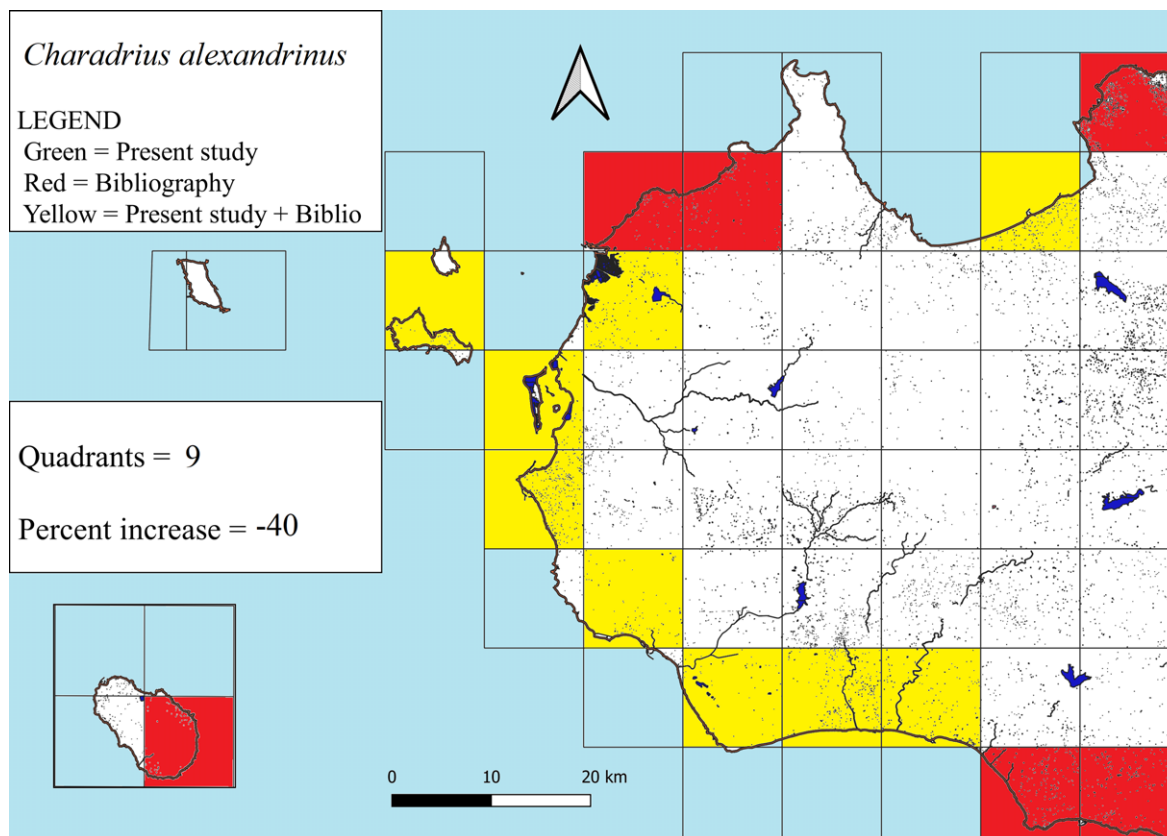 Charadrius alexandrinus
LEGEND
Green = Present study
Red = Bibliography
Yellow = Present study + Biblio
Quadrants = 9
Percent increase = -40
0 10 20 km